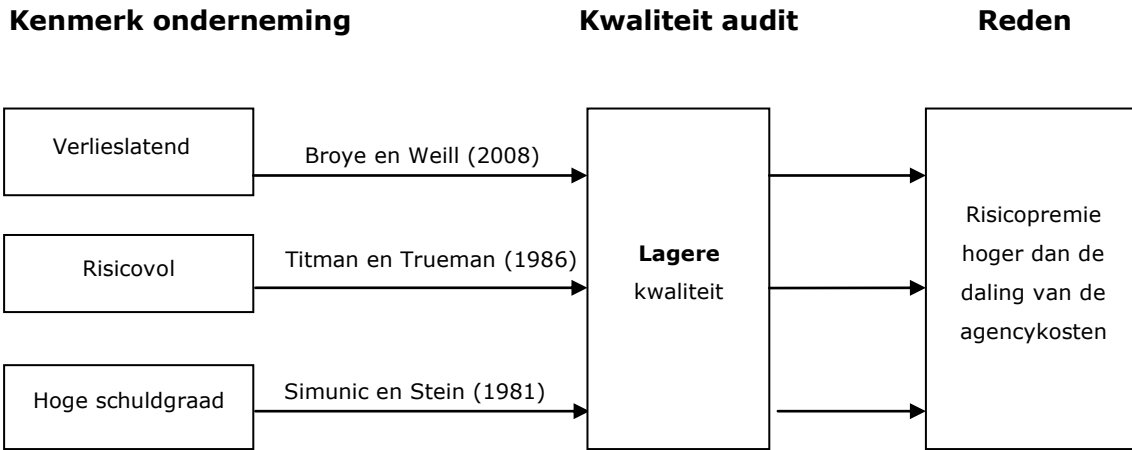 Kenmerk onderneming
Kwaliteit audit
Reden
Verlieslatend
Broye en Weill (2008)
Risicovol
Titman en Trueman (1986)
Hoge schuldgraad
Simunic en Stein (1981)
Lagere
kwaliteit
Risicopremie
hoger dan de
daling van de
agencykosten